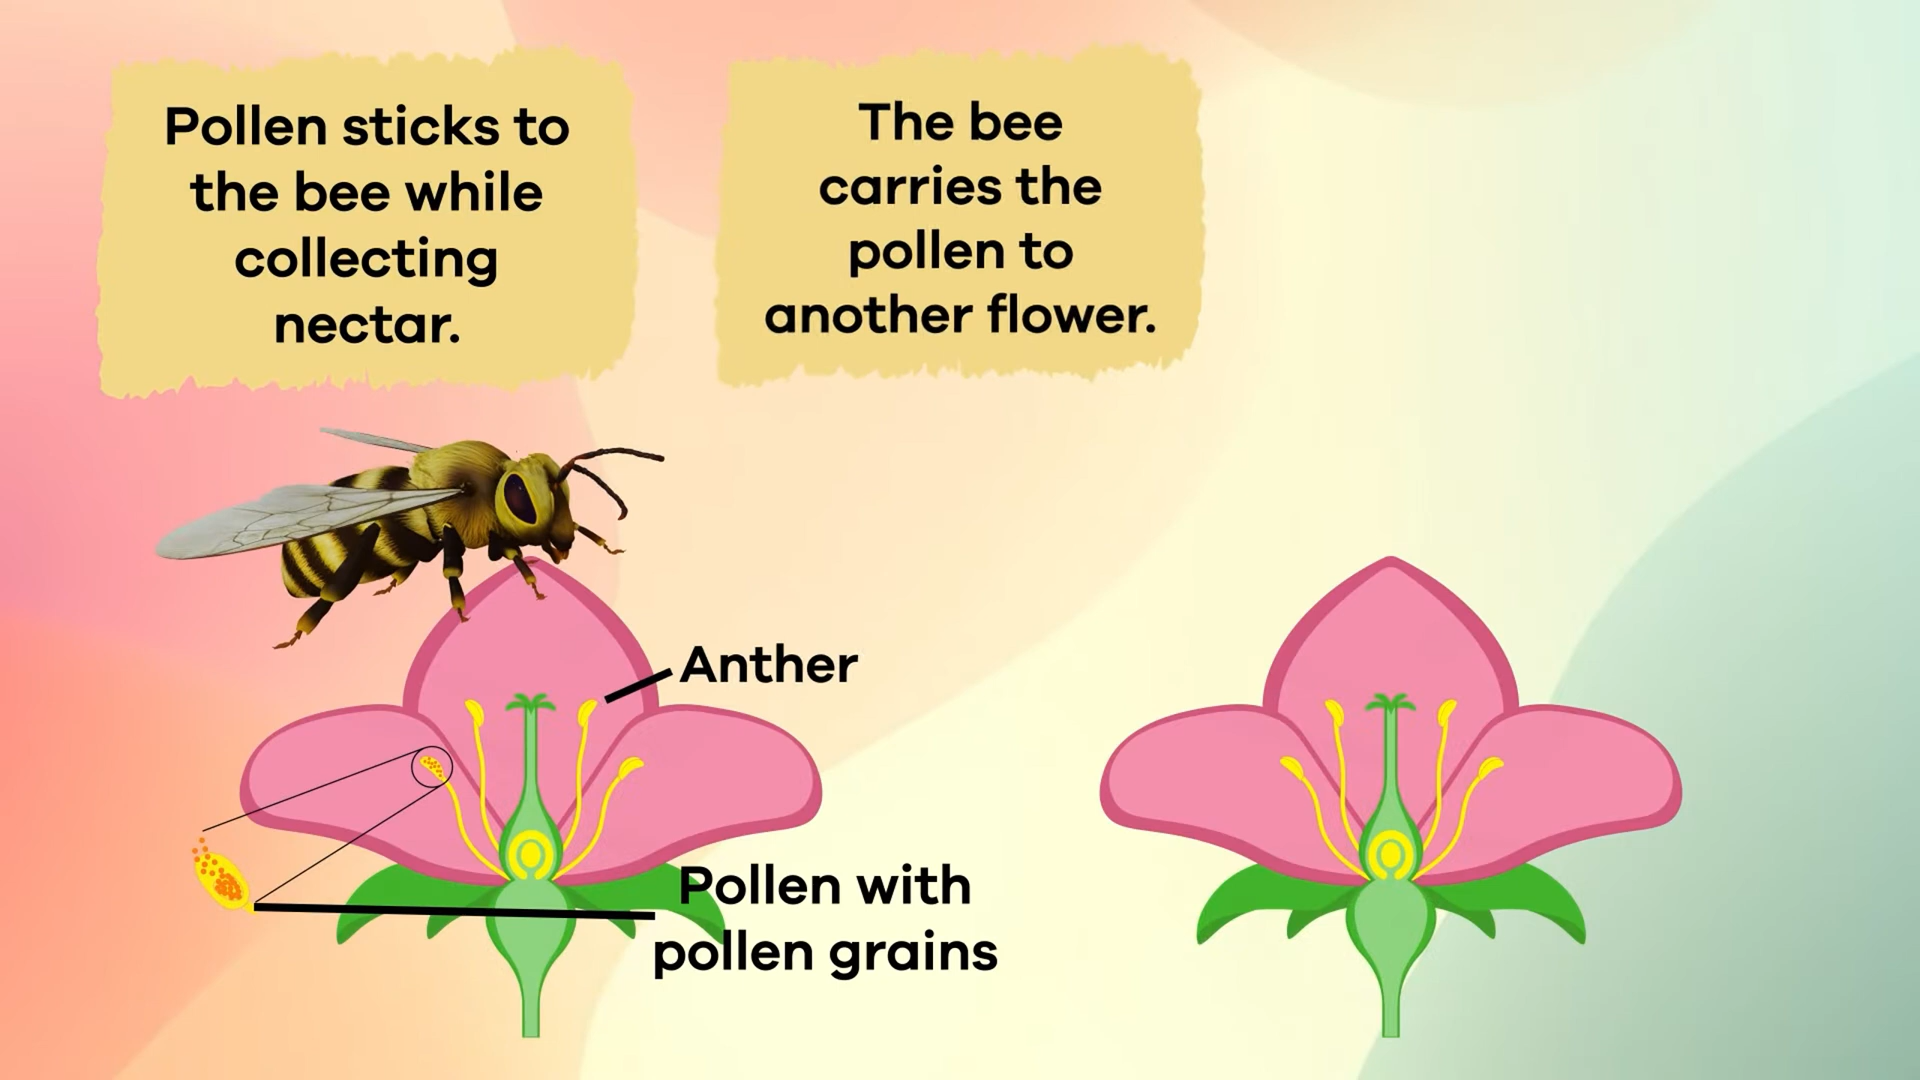 Pollen sticks to
the bee while
collecting
nectar.
The bee
carries the
pollen to
another flower.
Anther
Pollen with
pollen grains